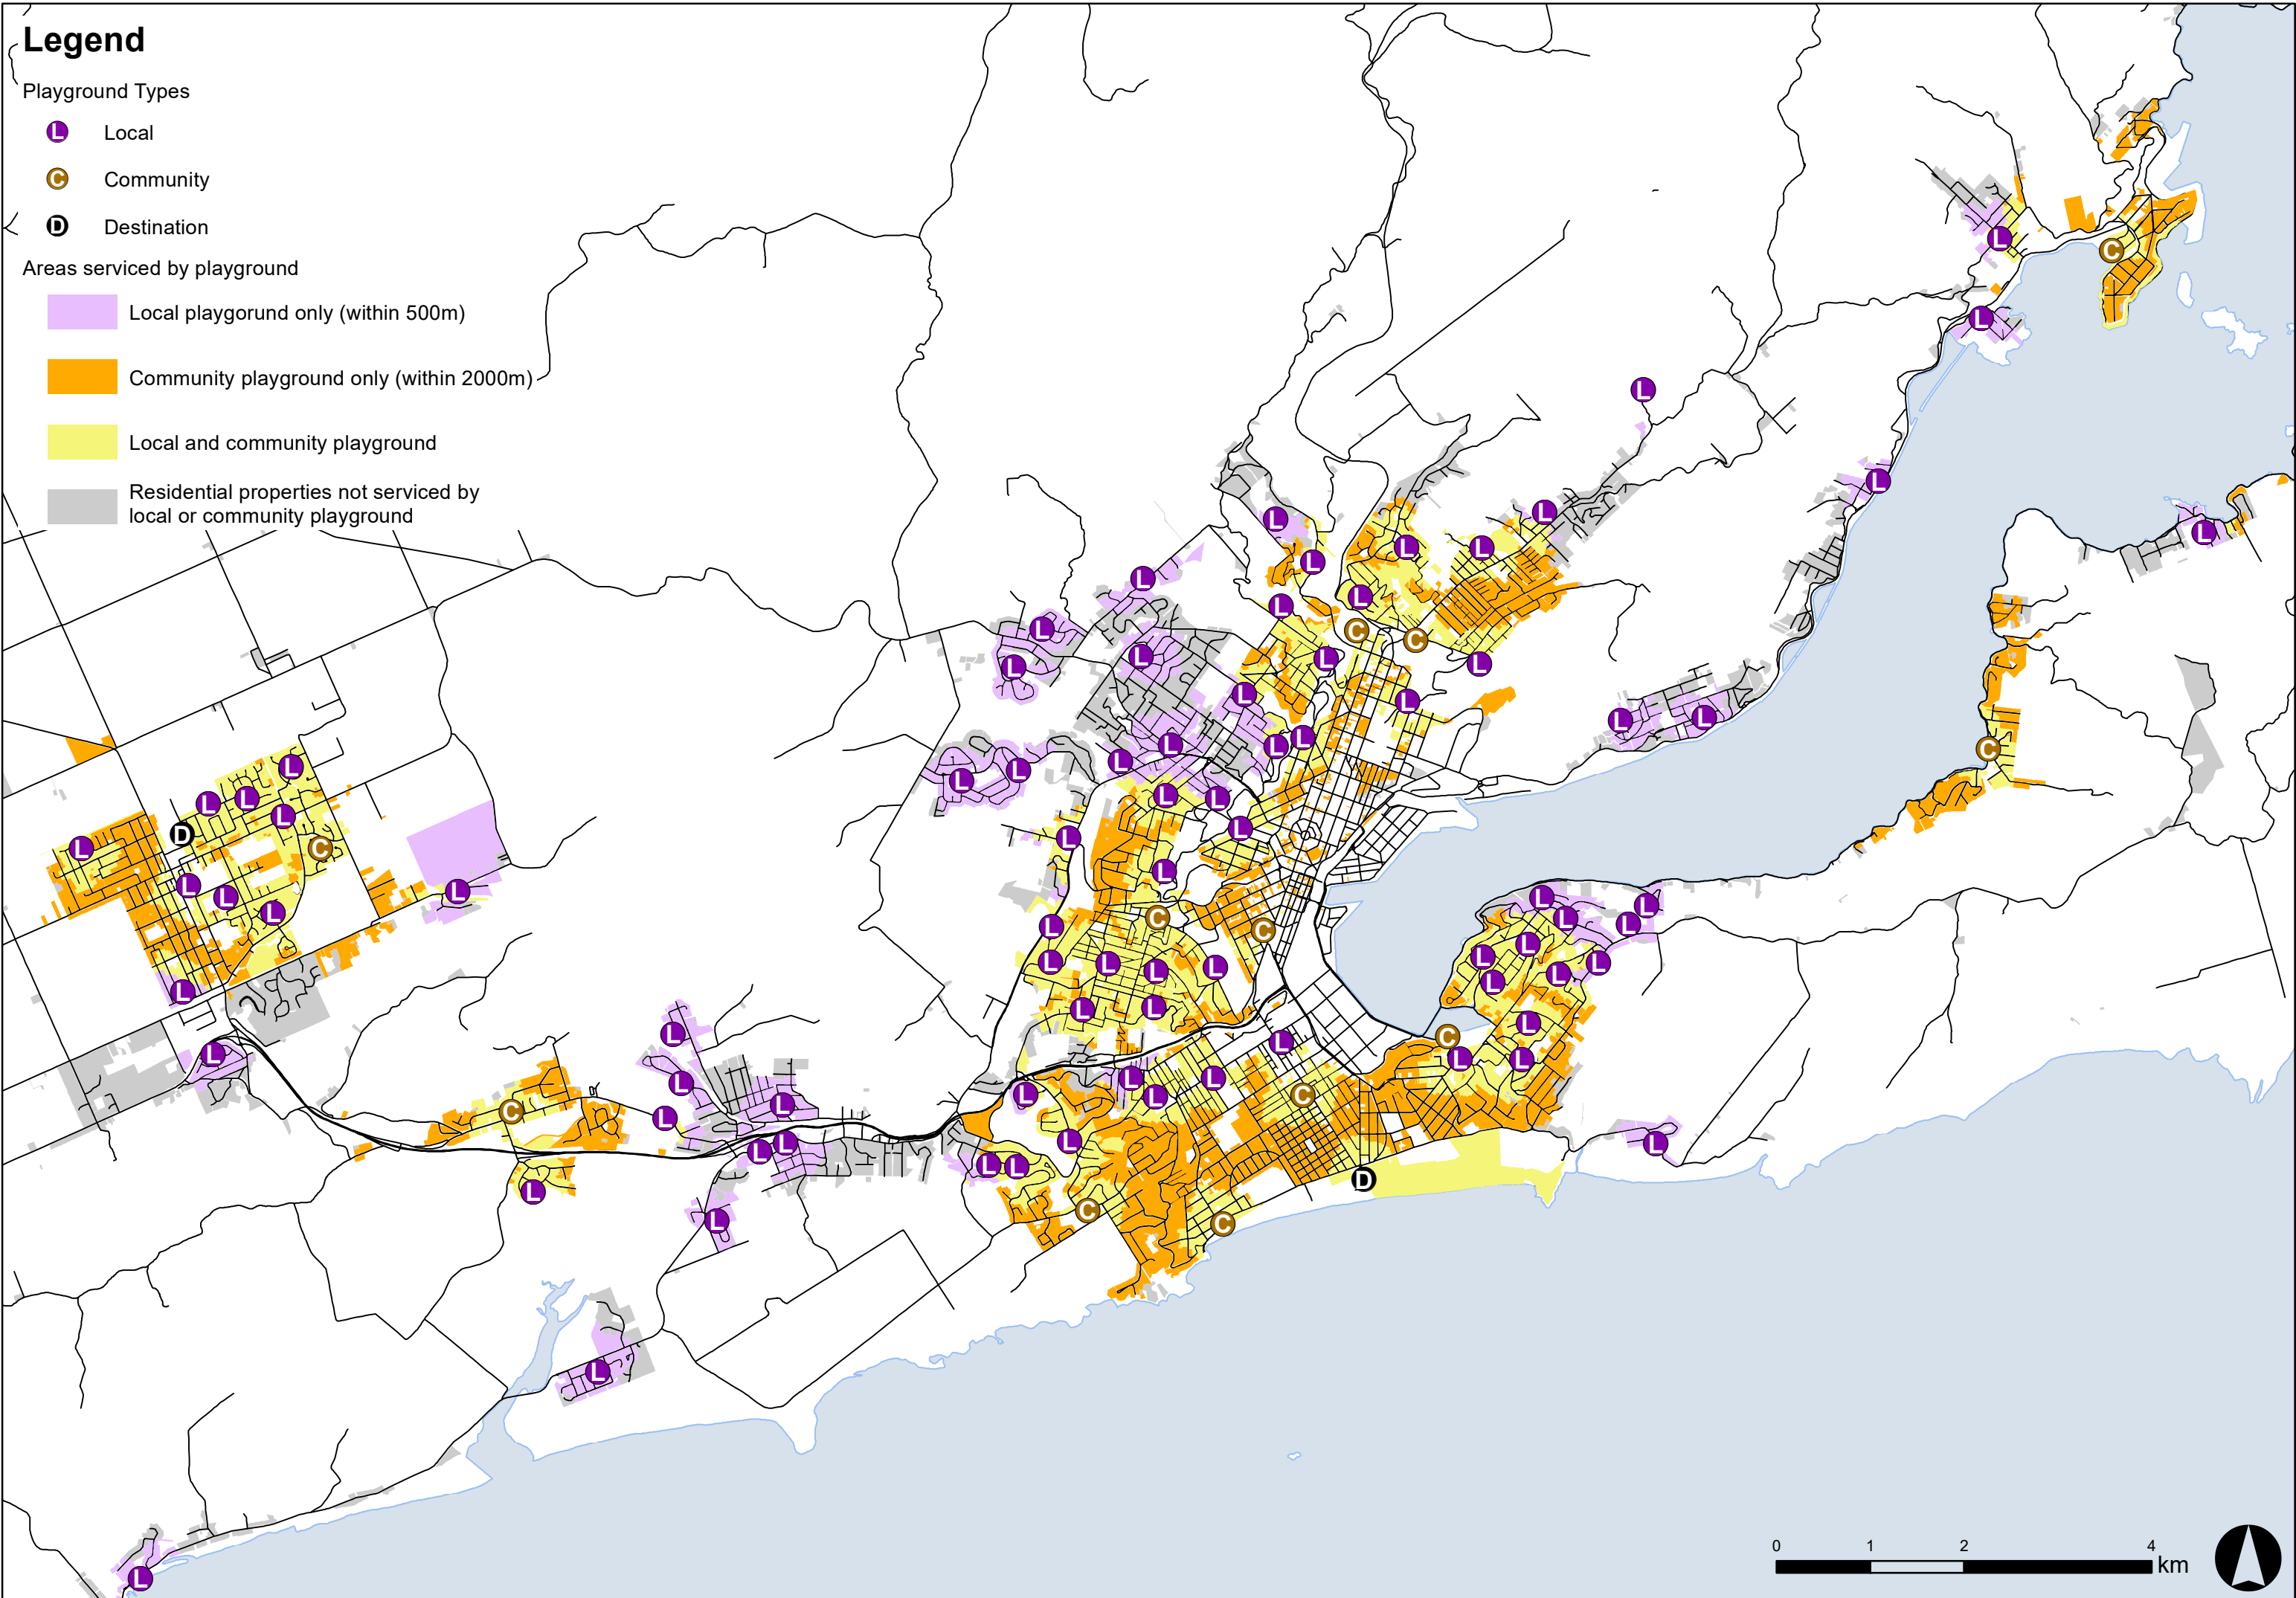 Legend
Playground Types
L Local
C Community
D Destination
Areas serviced by playground
Local playgorund only (within 500m)
Community playground only (within 2000m)
Local and community playground
Residential properties not serviced by
local or community playground
0 1 2 4
km